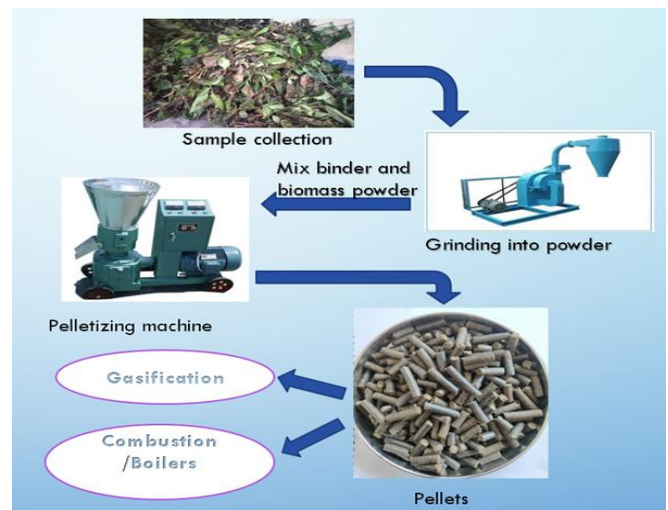 Sample collection
Mix binder and
biomass powder
Grinding into powder
Pelletizing machine
Gasification
Combustion
/Boilers
Pellets